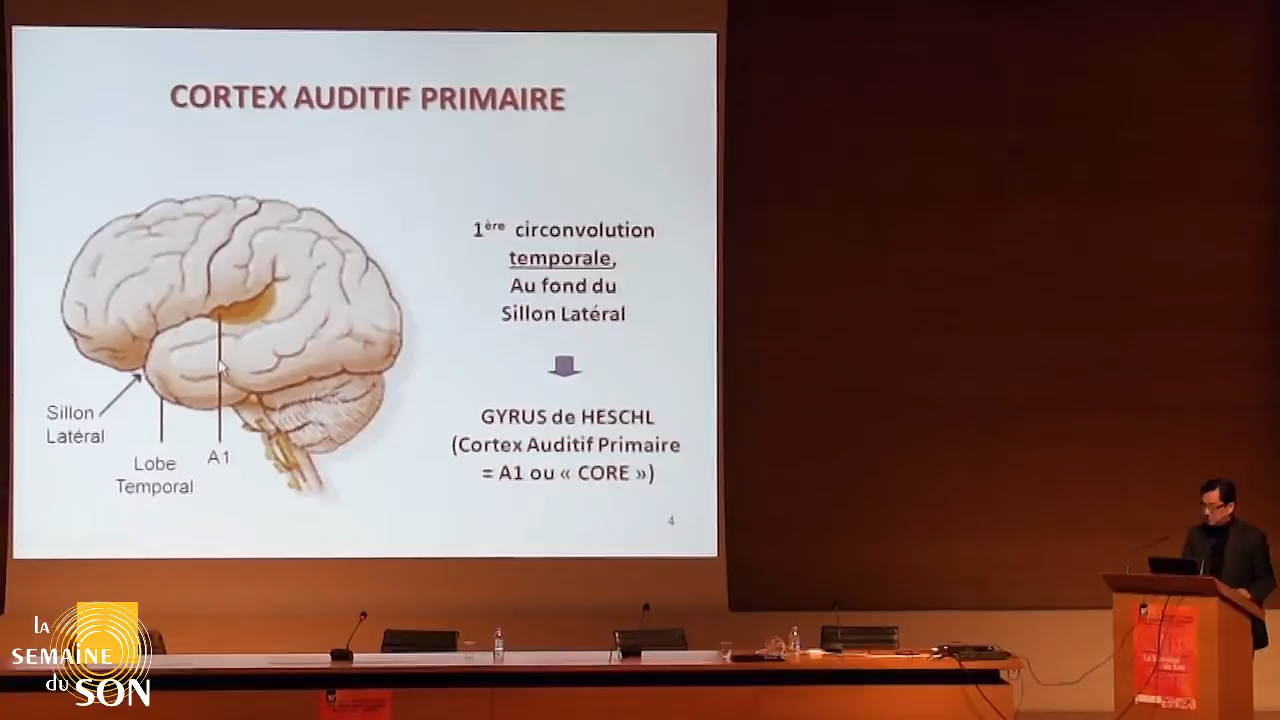 CORTEX AUDITIF PRIMAIRE
1ère circonvolution
temporale,
Au fond du
Sillon Latéral
GYRUS de HESCHL
(Cortex Auditif Primaire
= A1 ou « CORE »)
Sillon
Latéral
Lobe
Temporal
A1
4
La
SEMAiNE
du SON